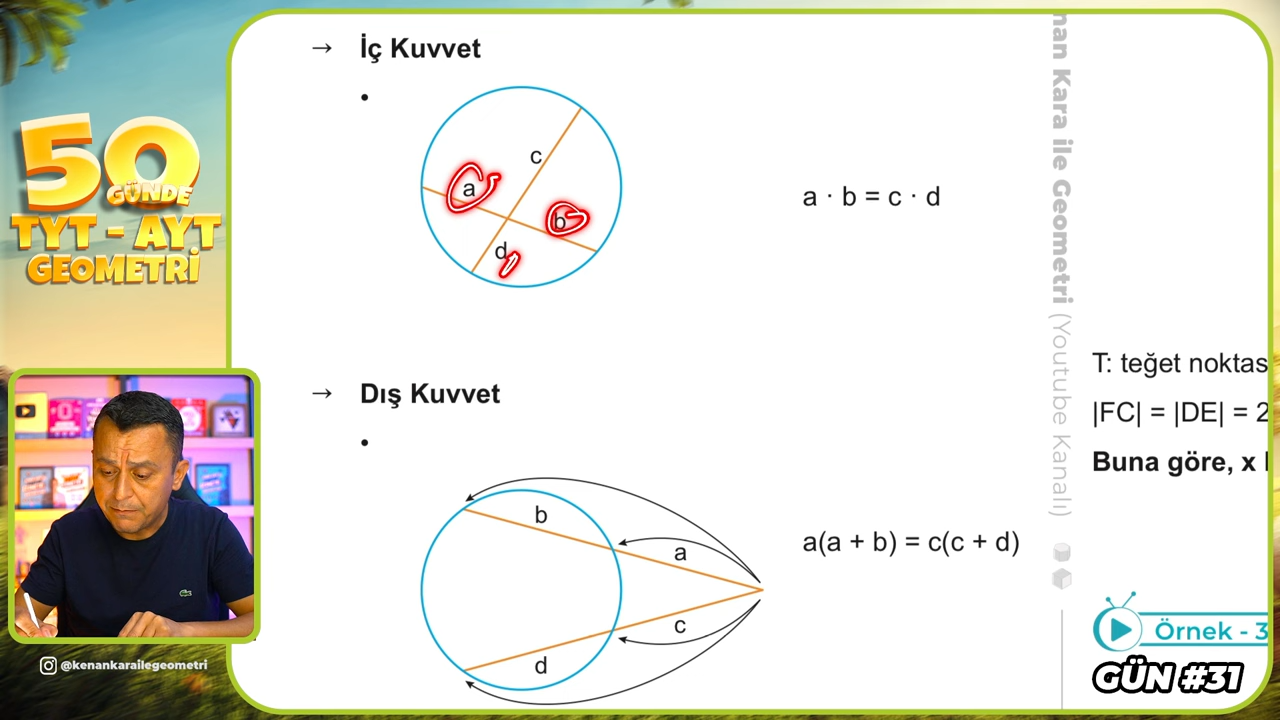 50
GÜNDE
TYT - AYT
GEOMETRİ
@kenankarailegeometri
→ İç Kuvvet
•
a
b
c
d
a · b = c · d
→ Dış Kuvvet
•
b
a
c
d
a(a + b) = c(c + d)
nan Kara ile Geometri (Youtube Kanalı)
T: teğet noktas
|FC| = |DE| = 2
Buna göre, x
Örnek - 3
GÜN #31